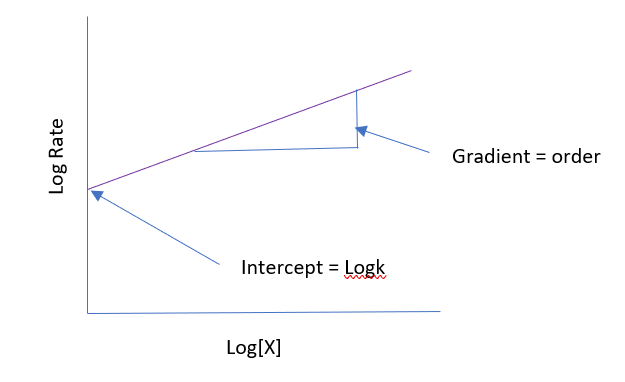 Log Rate
Gradient = order
Intercept = Logk
Log[X]